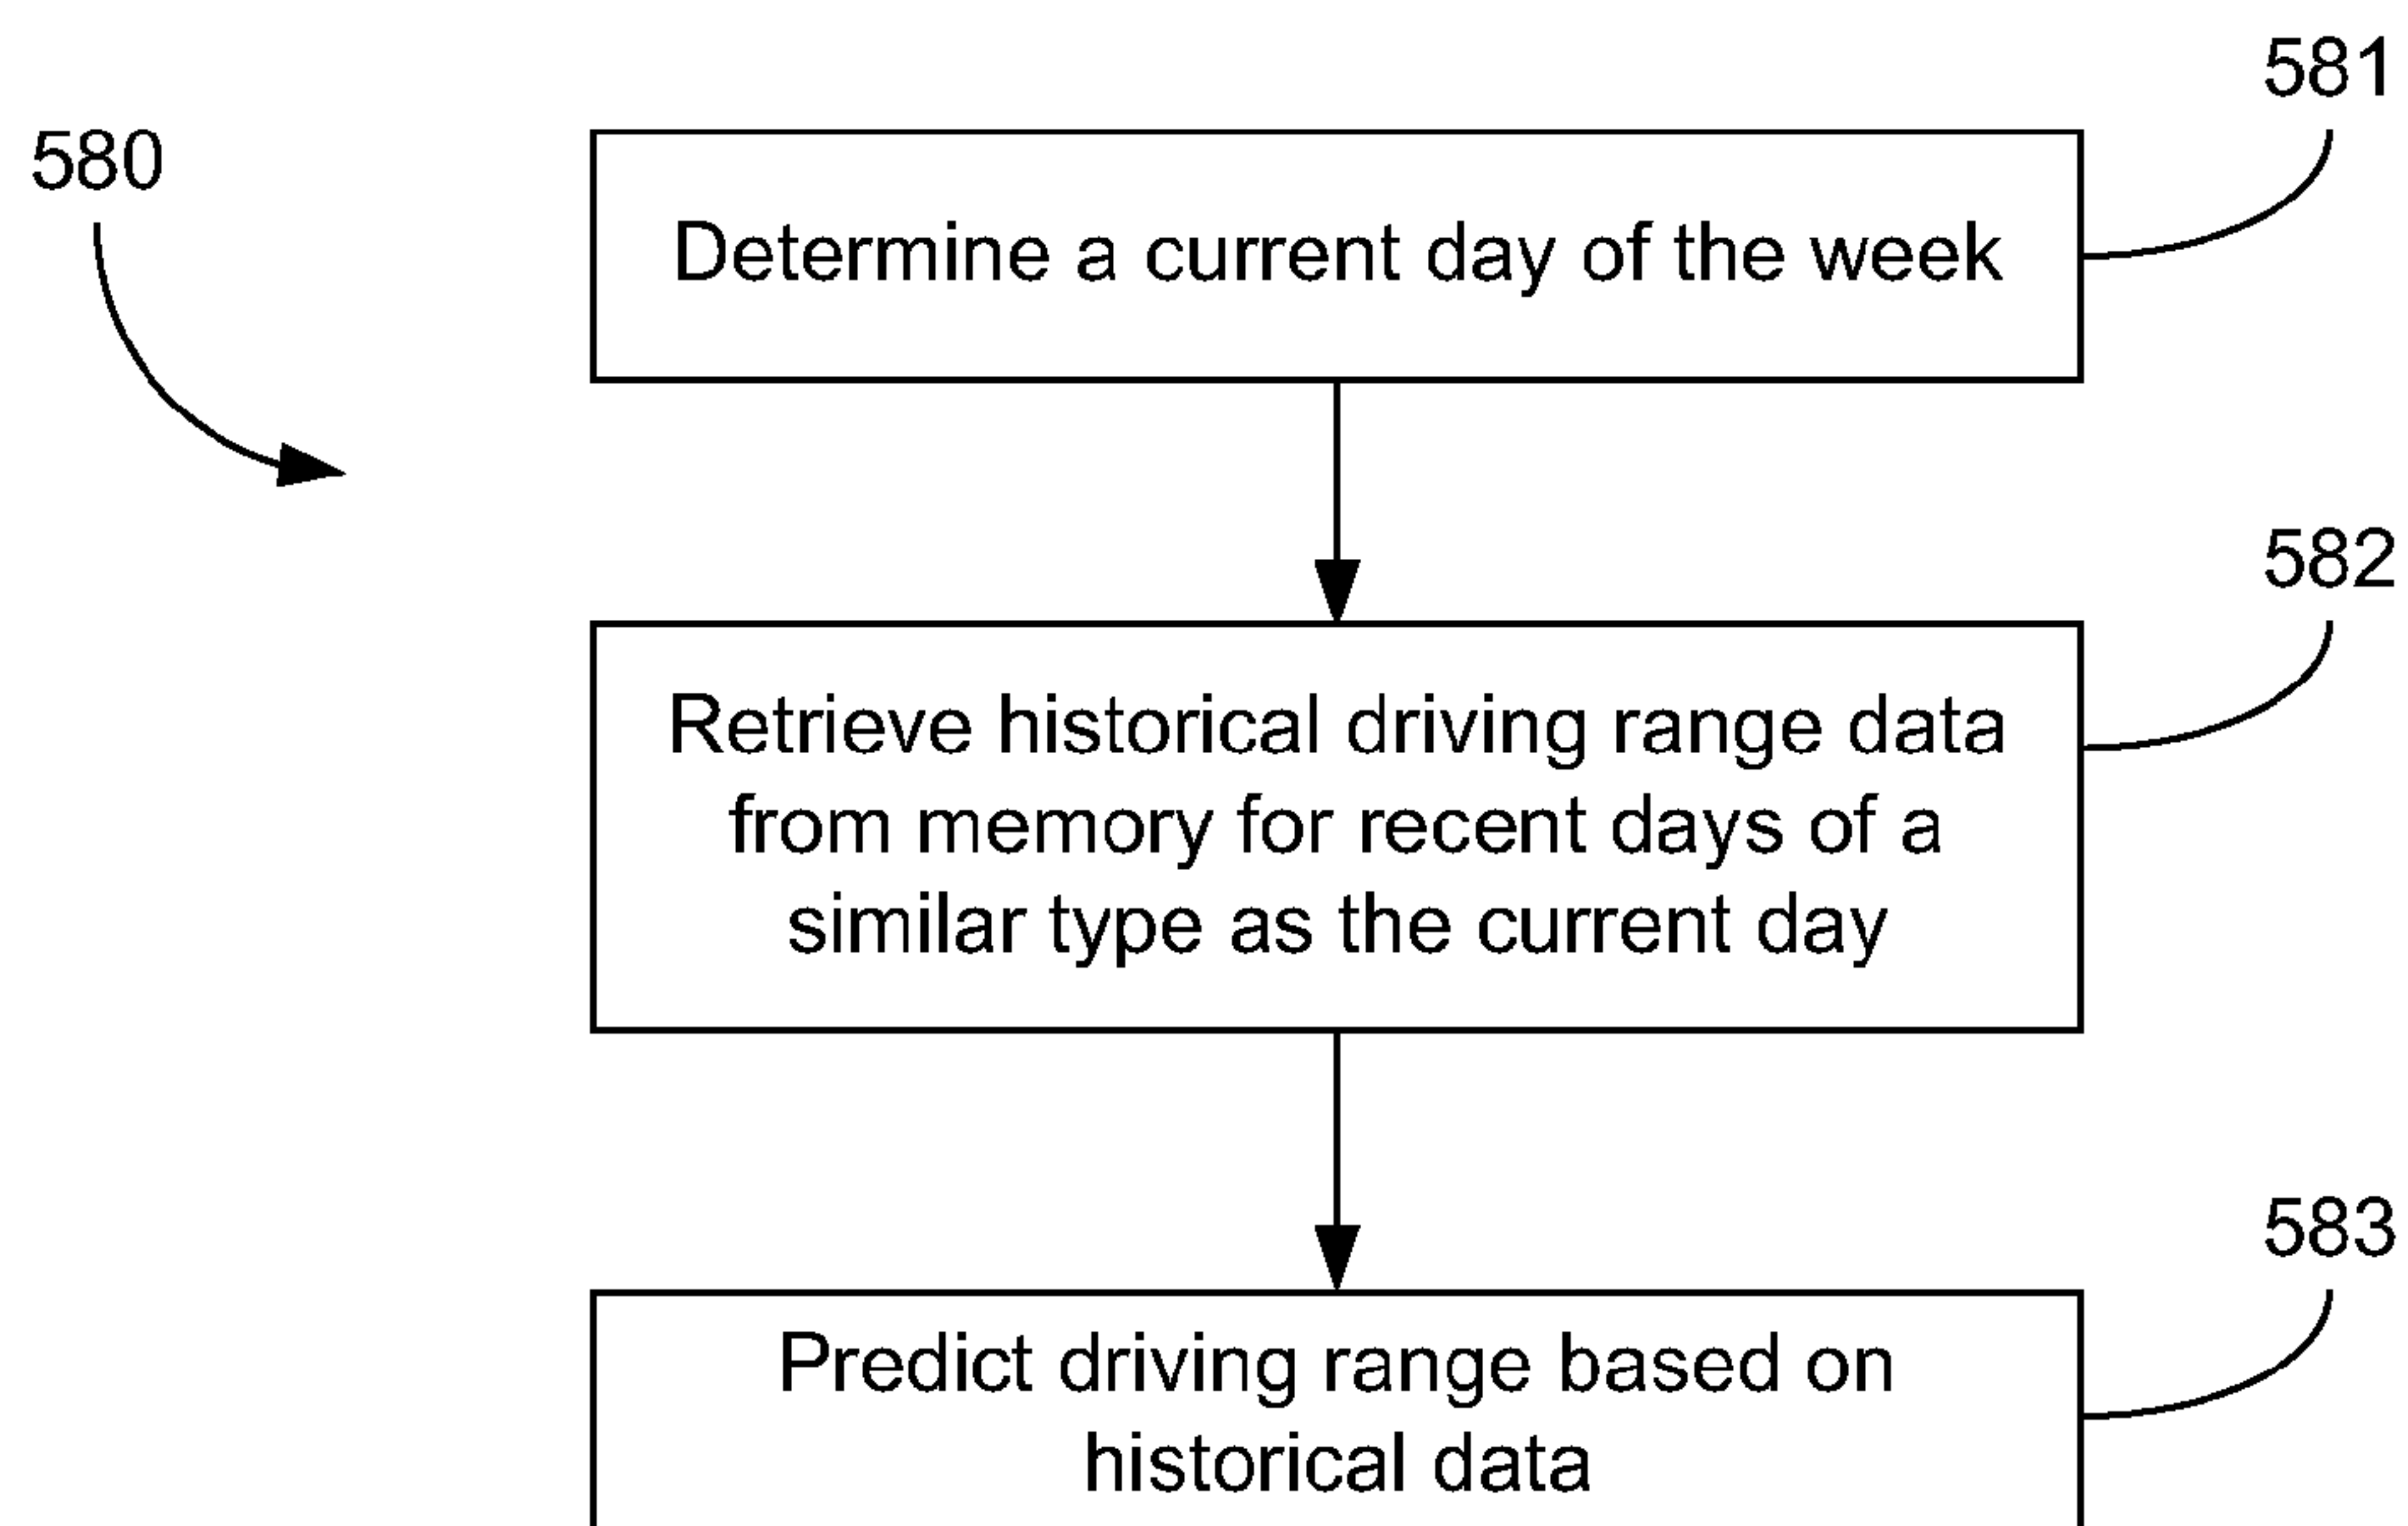 581
580
Determine a current day of the week
582
Retrieve historical driving range data
from memory for recent days of a
similar type as the current day
583
Predict driving range based on
historical data